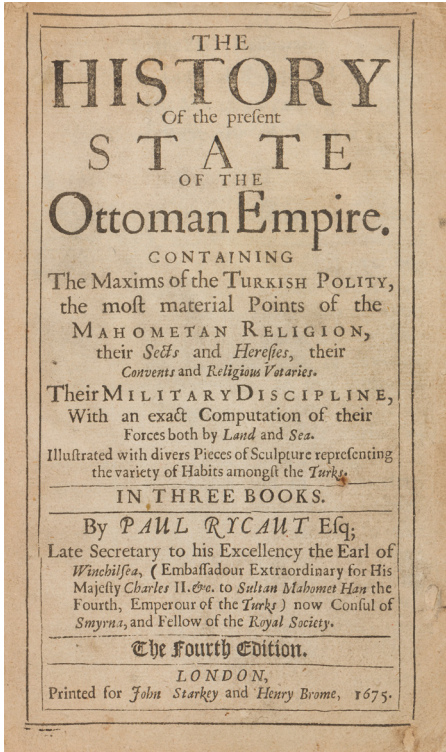 THE
HISTORY
Of the preſent
STATE
OF THE
Ottoman Empire.
CONTAINING
The Maxims of the TURKISH POLITY,
the moſt material Points of the
MAHOMETAN RELIGION,
their Sects and Hereſies, their
Convents and Religious Votaries.
Their MILITARY DISCIPLINE,
With an exact Computation of their
Forces both by Land and Sea.
Illuſtrated with divers Pieces of Sculpture repreſenting
the variety of Habits amongſt the Turks.
IN THREE BOOKS.
By PAUL RYCAUT Eſq;
Late Secretary to his Excellency the Earl of
Winchilſea, (Embaſſadour Extraordinary for His
Majeſty Charles II. &c. to Sultan Mahomet Han the
Fourth, Emperour of the Turks) now Conſul of
Smyrna, and Fellow of the Royal Society.
The Fourth Edition.
LONDON,
Printed for John Starkey and Henry Brome, 1675.